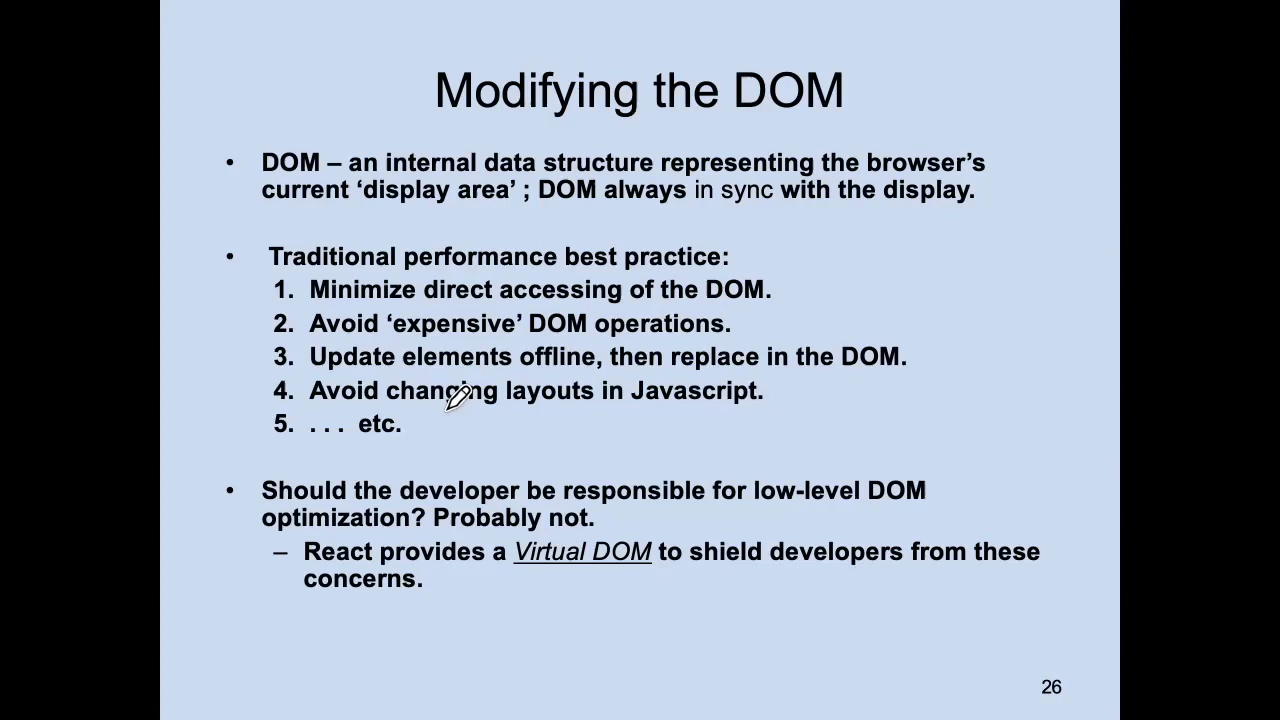 Modifying the DOM
• DOM – an internal data structure representing the browser’s
current ‘display area’ ; DOM always in sync with the display.
• Traditional performance best practice:
1. Minimize direct accessing of the DOM.
2. Avoid ‘expensive’ DOM operations.
3. Update elements offline, then replace in the DOM.
4. Avoid changing layouts in Javascript.
5. . . . etc.
• Should the developer be responsible for low-level DOM
optimization? Probably not.
– React provides a Virtual DOM to shield developers from these
concerns.
26